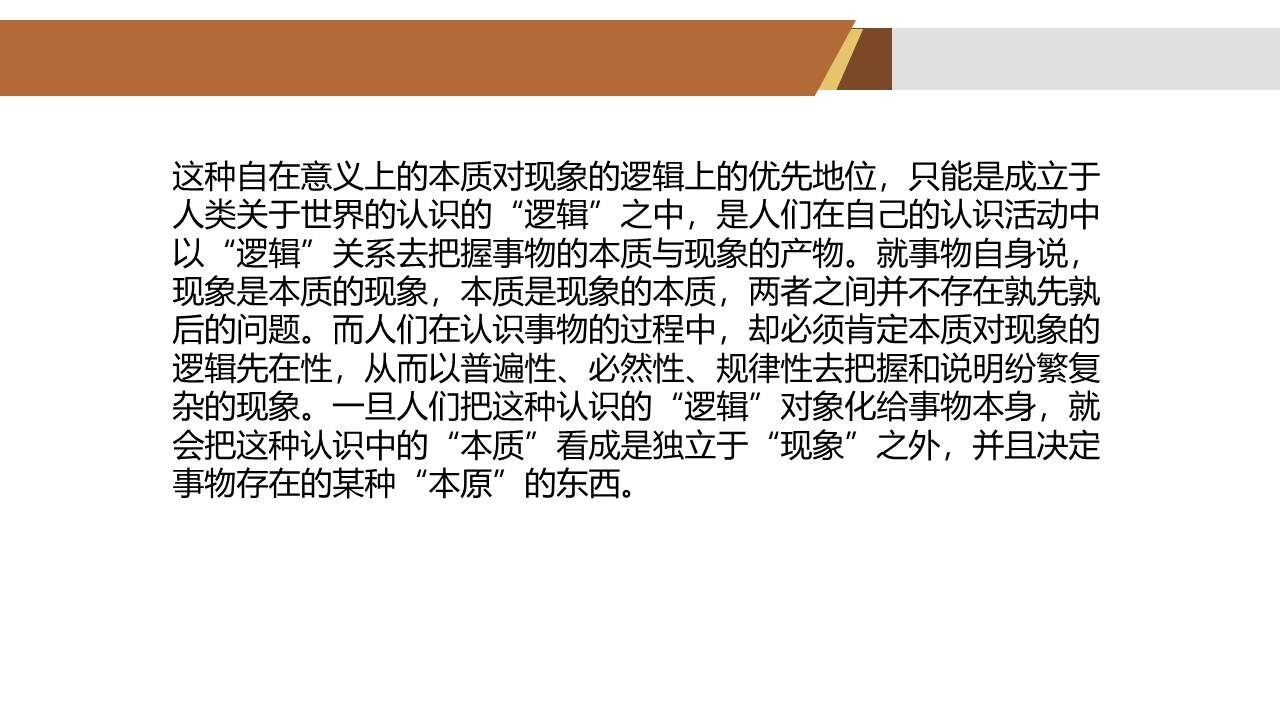 这种自在意义上的本质对现象的逻辑上的优先地位，只能是成立于
人类关于世界的认识的“逻辑”之中，是人们在自己的认识活动中
以“逻辑”关系去把握事物的本质与现象的产物。就事物自身说，
现象是本质的现象，本质是现象的本质，两者之间并不存在孰先孰
后的问题。而人们在认识事物的过程中，却必须肯定本质对现象的
逻辑先在性，从而以普遍性、必然性、规律性去把握和说明纷繁复
杂的现象。一旦人们把这种认识的“逻辑”对象化给事物本身，就
会把这种认识中的“本质”看成是独立于“现象”之外，并且决定
事物存在的某种“本原”的东西。